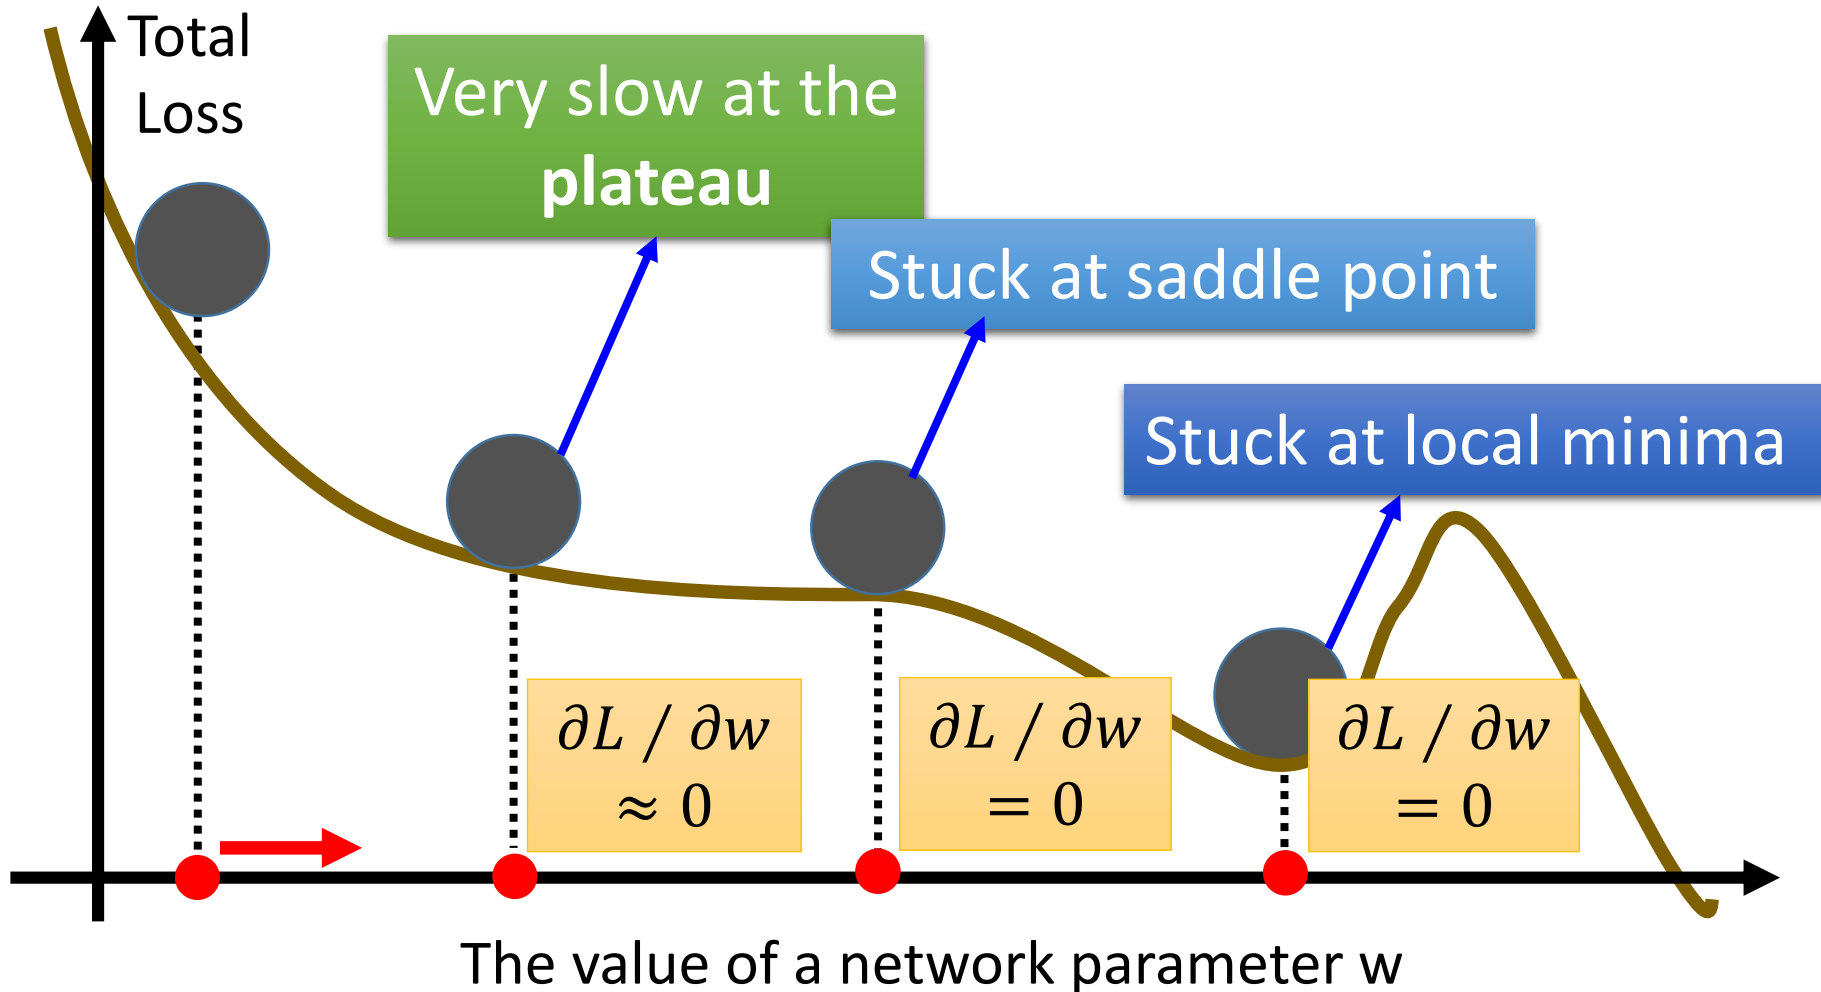 Total
Loss
Very slow at the
plateau
Stuck at saddle point
Stuck at local minima
∂L / ∂w
≈ 0
∂L / ∂w
= 0
∂L / ∂w
= 0
The value of a network parameter w